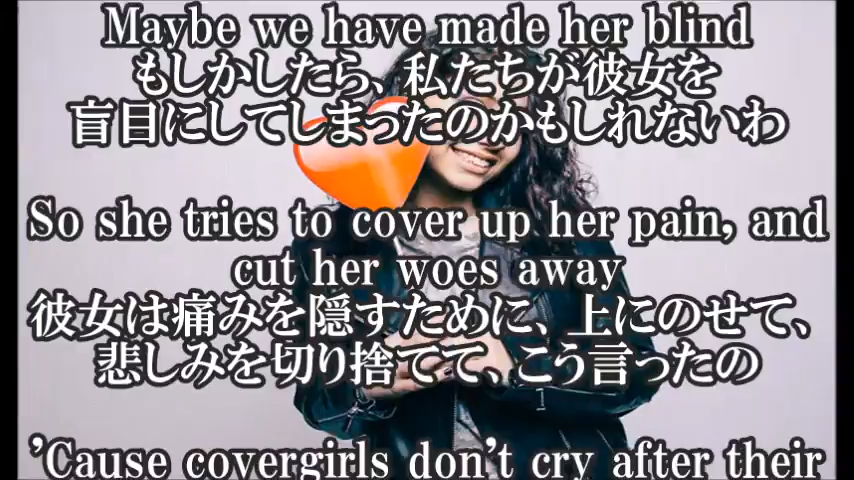 Maybe we have made her blind
もしかしたら、私たちが彼女を
盲目にしてしまったのかもしれないわ
So she tries to cover up her pain, and
cut her woes away
彼女は痛みを隠すために、上にのせて、
悲しみを切り捨てて、こう言ったの
’Cause covergirls don’t cry after their